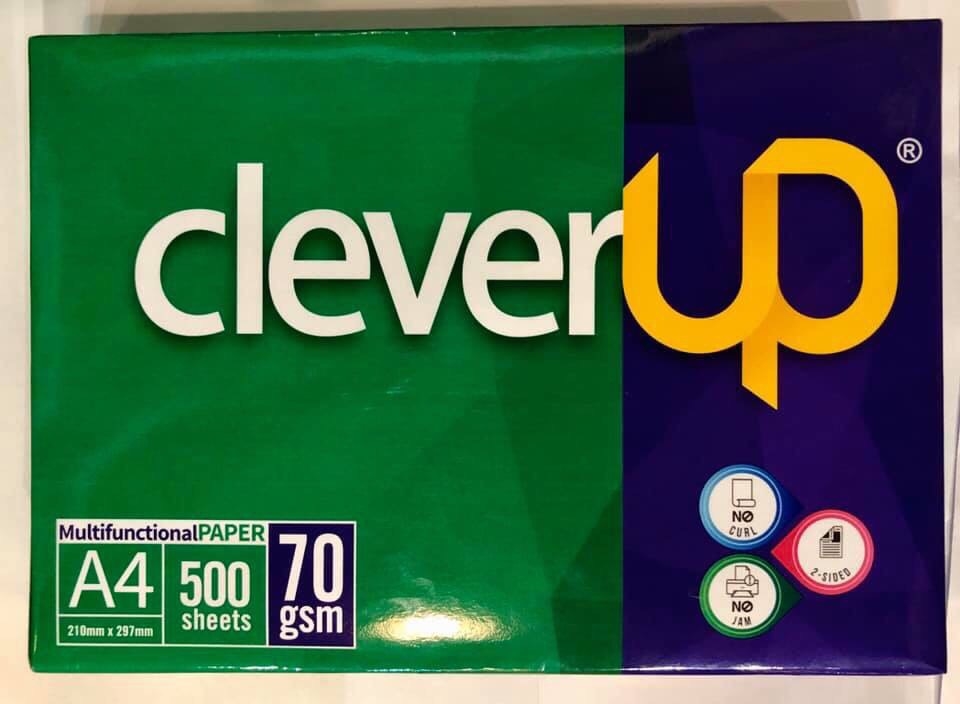 cleverup®
MultifunctionalPAPER
A4
210mm x 297mm
500
sheets
70
gsm
NO
CURL
2-SIDED
NO
JAM